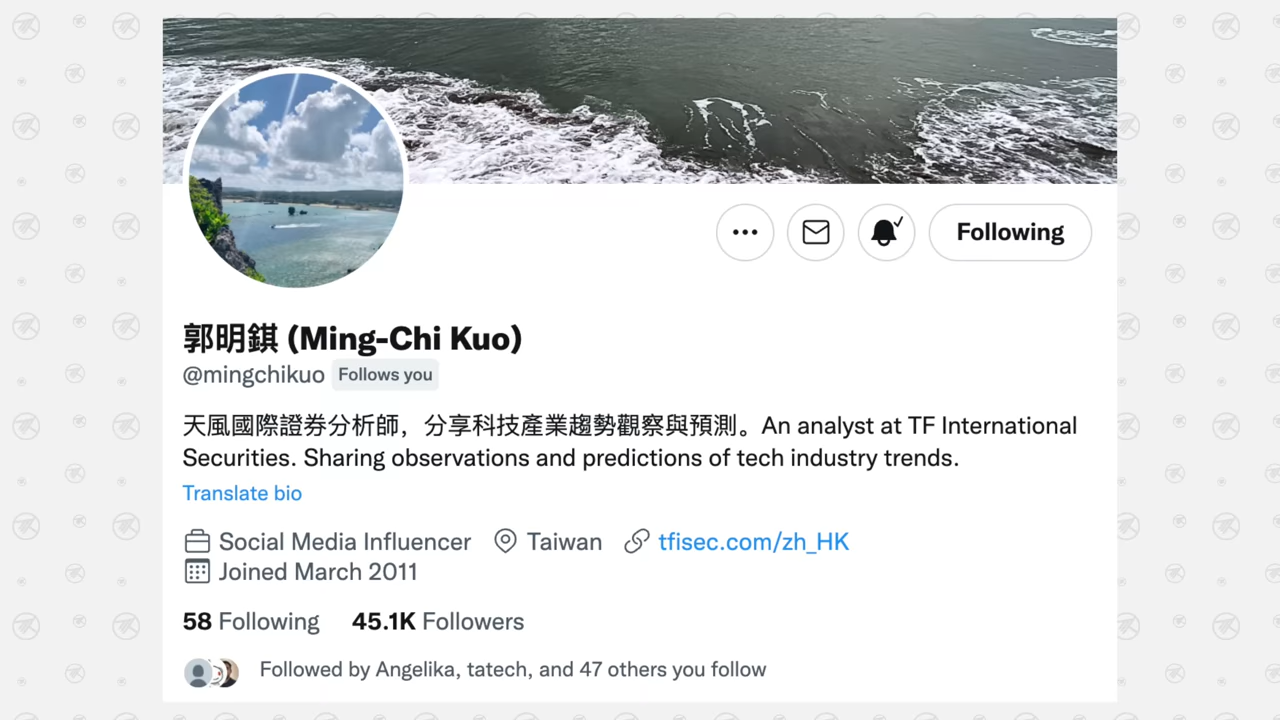 Following
郭明錤 (Ming-Chi Kuo)
@mingchikuo Follows you
天風國際證券分析師，分享科技產業趨勢觀察與預測。An analyst at TF International
Securities. Sharing observations and predictions of tech industry trends.
Translate bio
Social Media Influencer Taiwan tfisec.com/zh_HK
Joined March 2011
58 Following 45.1K Followers
Followed by Angelika, tatech, and 47 others you follow